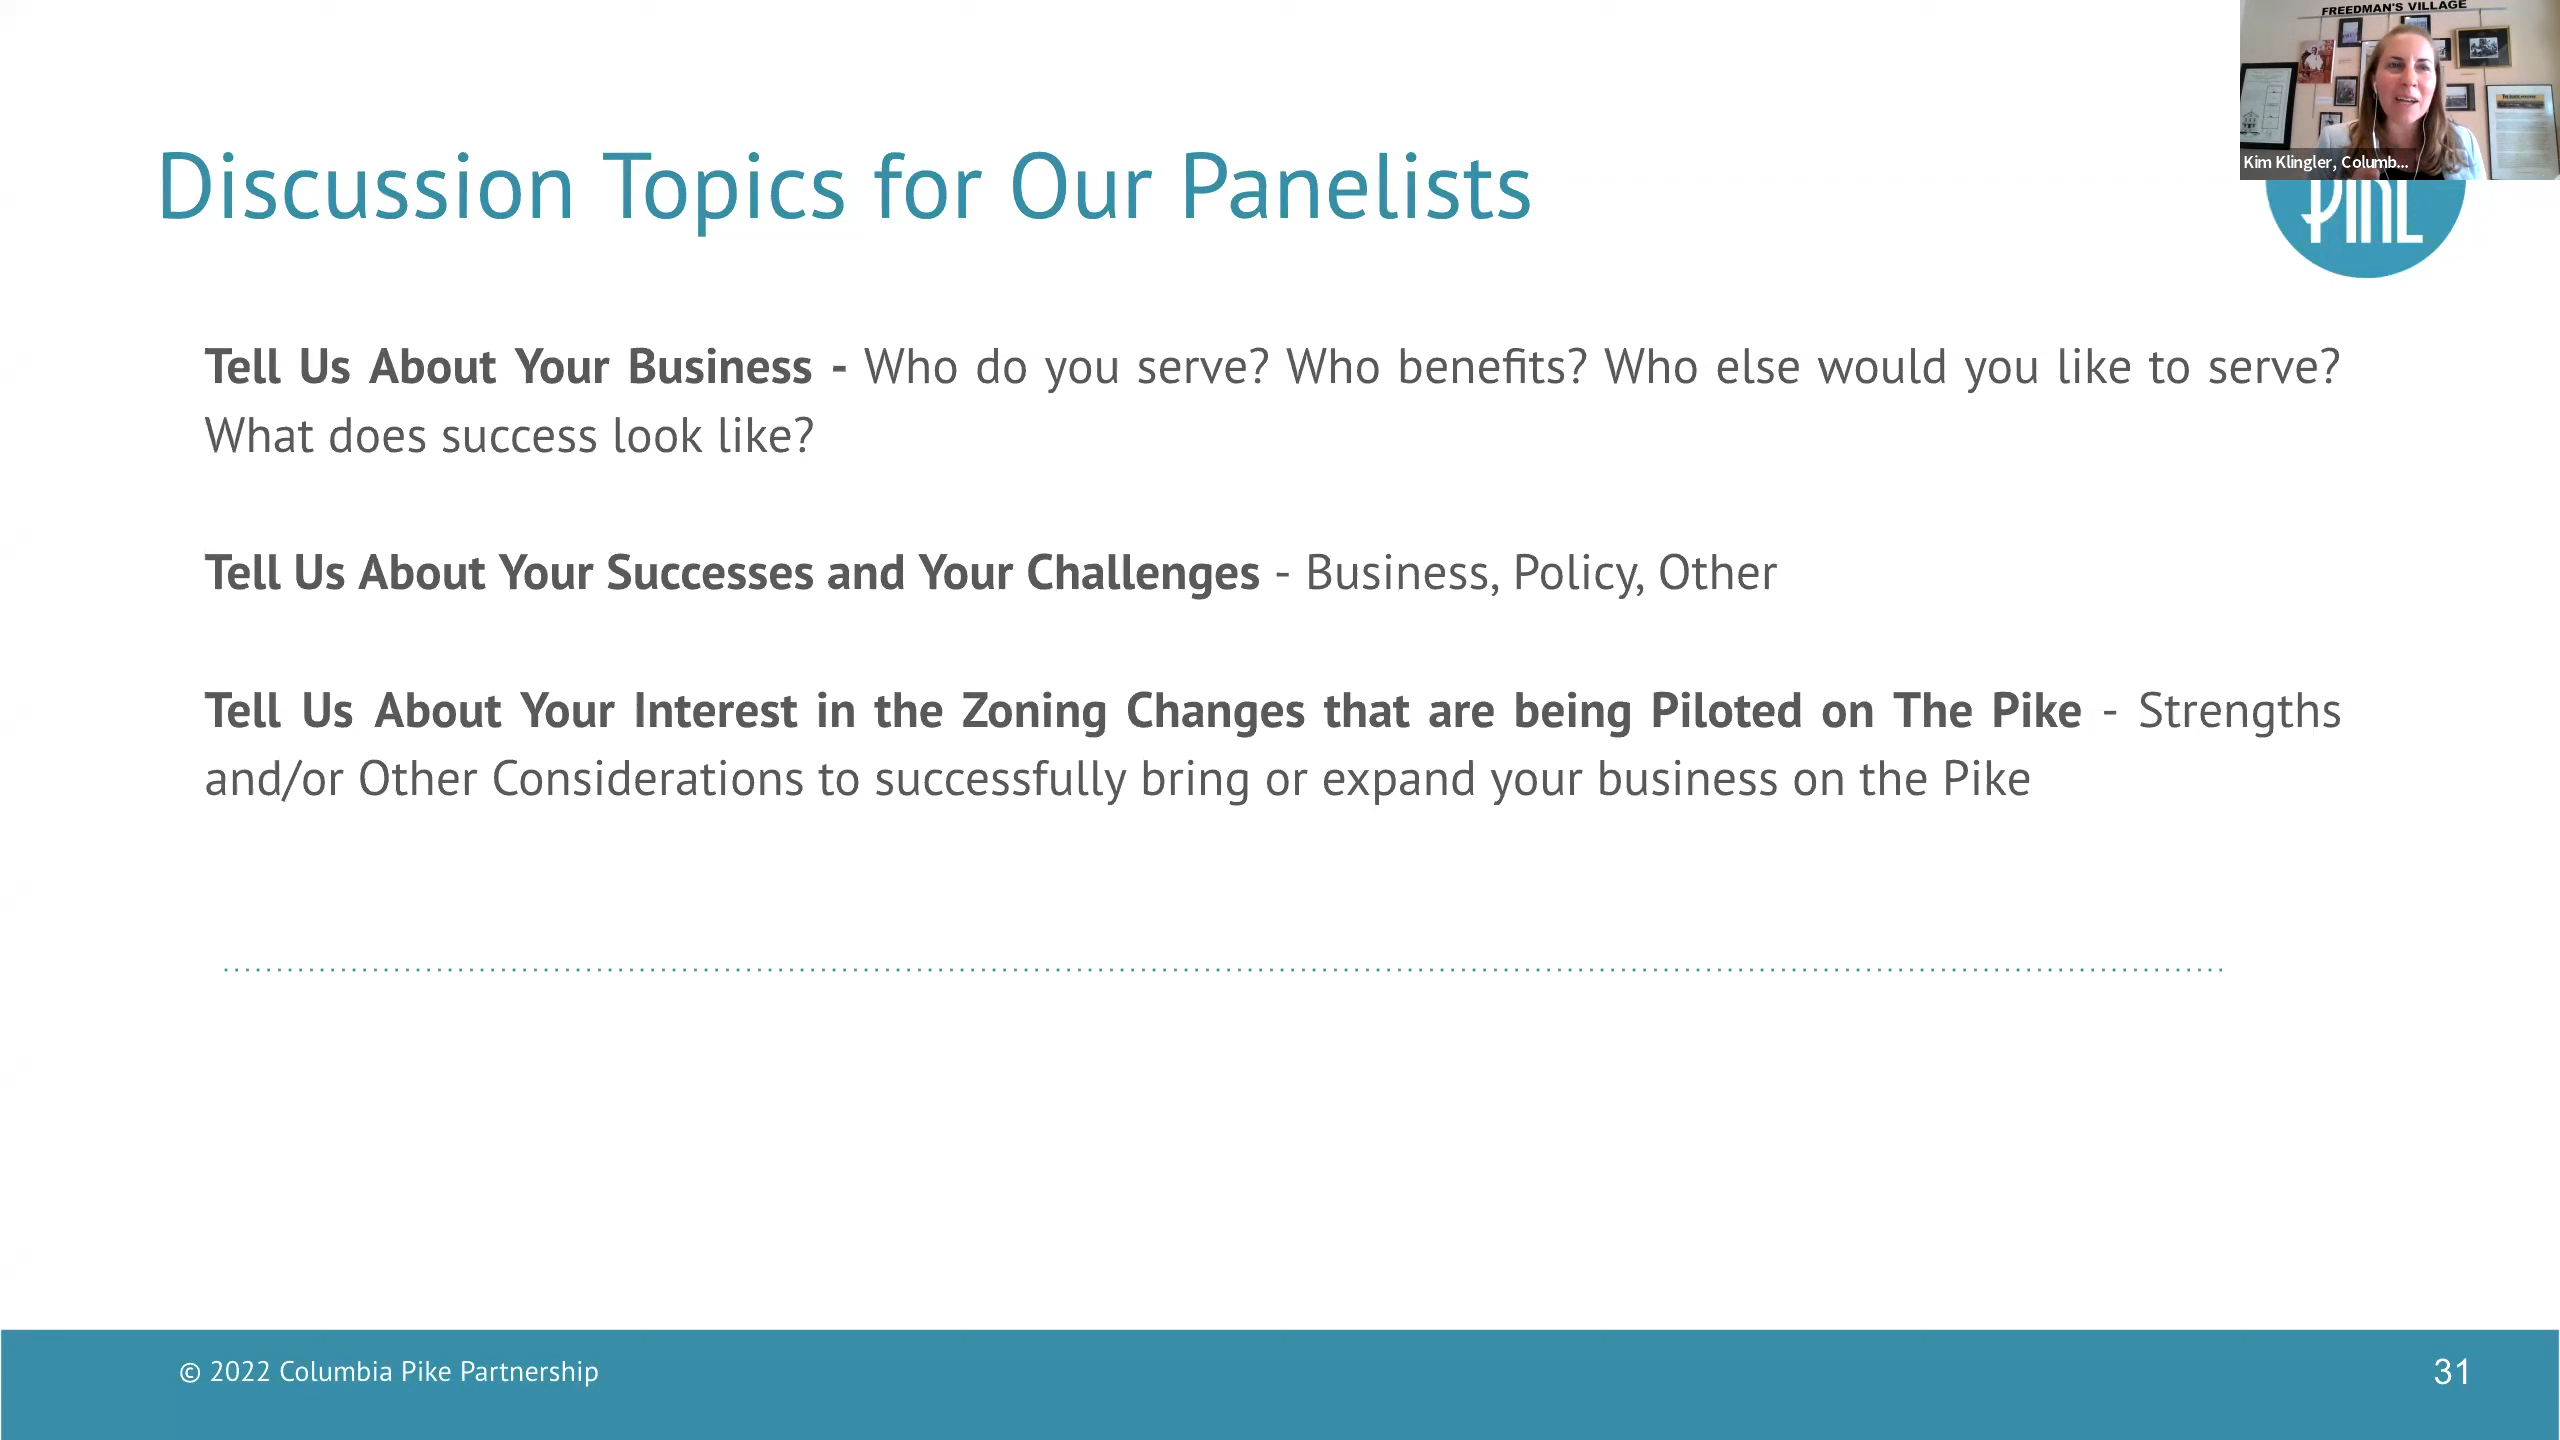 FREEDMAN'S VILLAGE
Kim Klingler, Columb...
Discussion Topics for Our Panelists
Tell Us About Your Business - Who do you serve? Who benefits? Who else would you like to serve?
What does success look like?
Tell Us About Your Successes and Your Challenges - Business, Policy, Other
Tell Us About Your Interest in the Zoning Changes that are being Piloted on The Pike - Strengths
and/or Other Considerations to successfully bring or expand your business on the Pike
© 2022 Columbia Pike Partnership
31